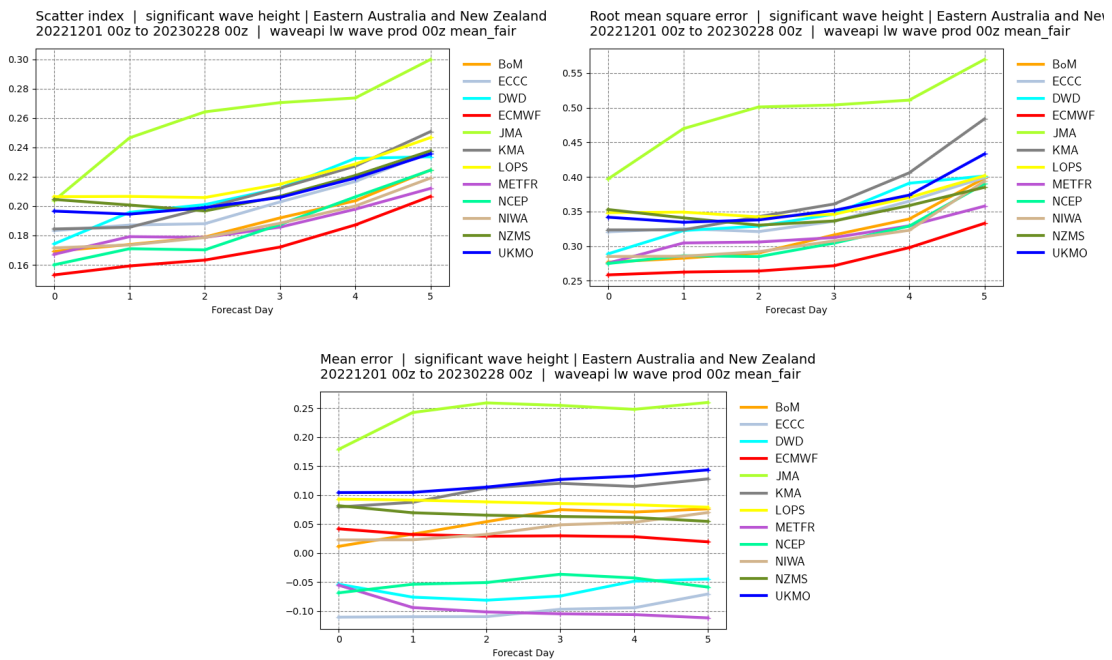 Scatter index | significant wave height | Eastern Australia and New Zealand
20221201 00z to 20230228 00z | waveapi lw wave prod 00z mean_fair
0.30
0.28
0.26
0.24
0.22
0.20
0.18
0.16
0
1
2
3
4
5
Forecast Day
BoM
ECCC
DWD
ECMWF
JMA
KMA
LOPS
METFR
NCEP
NIWA
NZMS
UKMO
Root mean square error | significant wave height | Eastern Australia and New
20221201 00z to 20230228 00z | waveapi lw wave prod 00z mean_fair
0.55
0.50
0.45
0.40
0.35
0.30
0.25
0
1
2
3
4
5
Forecast Day
BoM
ECCC
DWD
ECMWF
JMA
KMA
LOPS
METFR
NCEP
NIWA
NZMS
UKMO
Mean error | significant wave height | Eastern Australia and New Zealand
20221201 00z to 20230228 00z | waveapi lw wave prod 00z mean_fair
0.25
0.20
0.15
0.10
0.05
0.00
−0.05
−0.10
0
1
2
3
4
5
Forecast Day
BoM
ECCC
DWD
ECMWF
JMA
KMA
LOPS
METFR
NCEP
NIWA
NZMS
UKMO